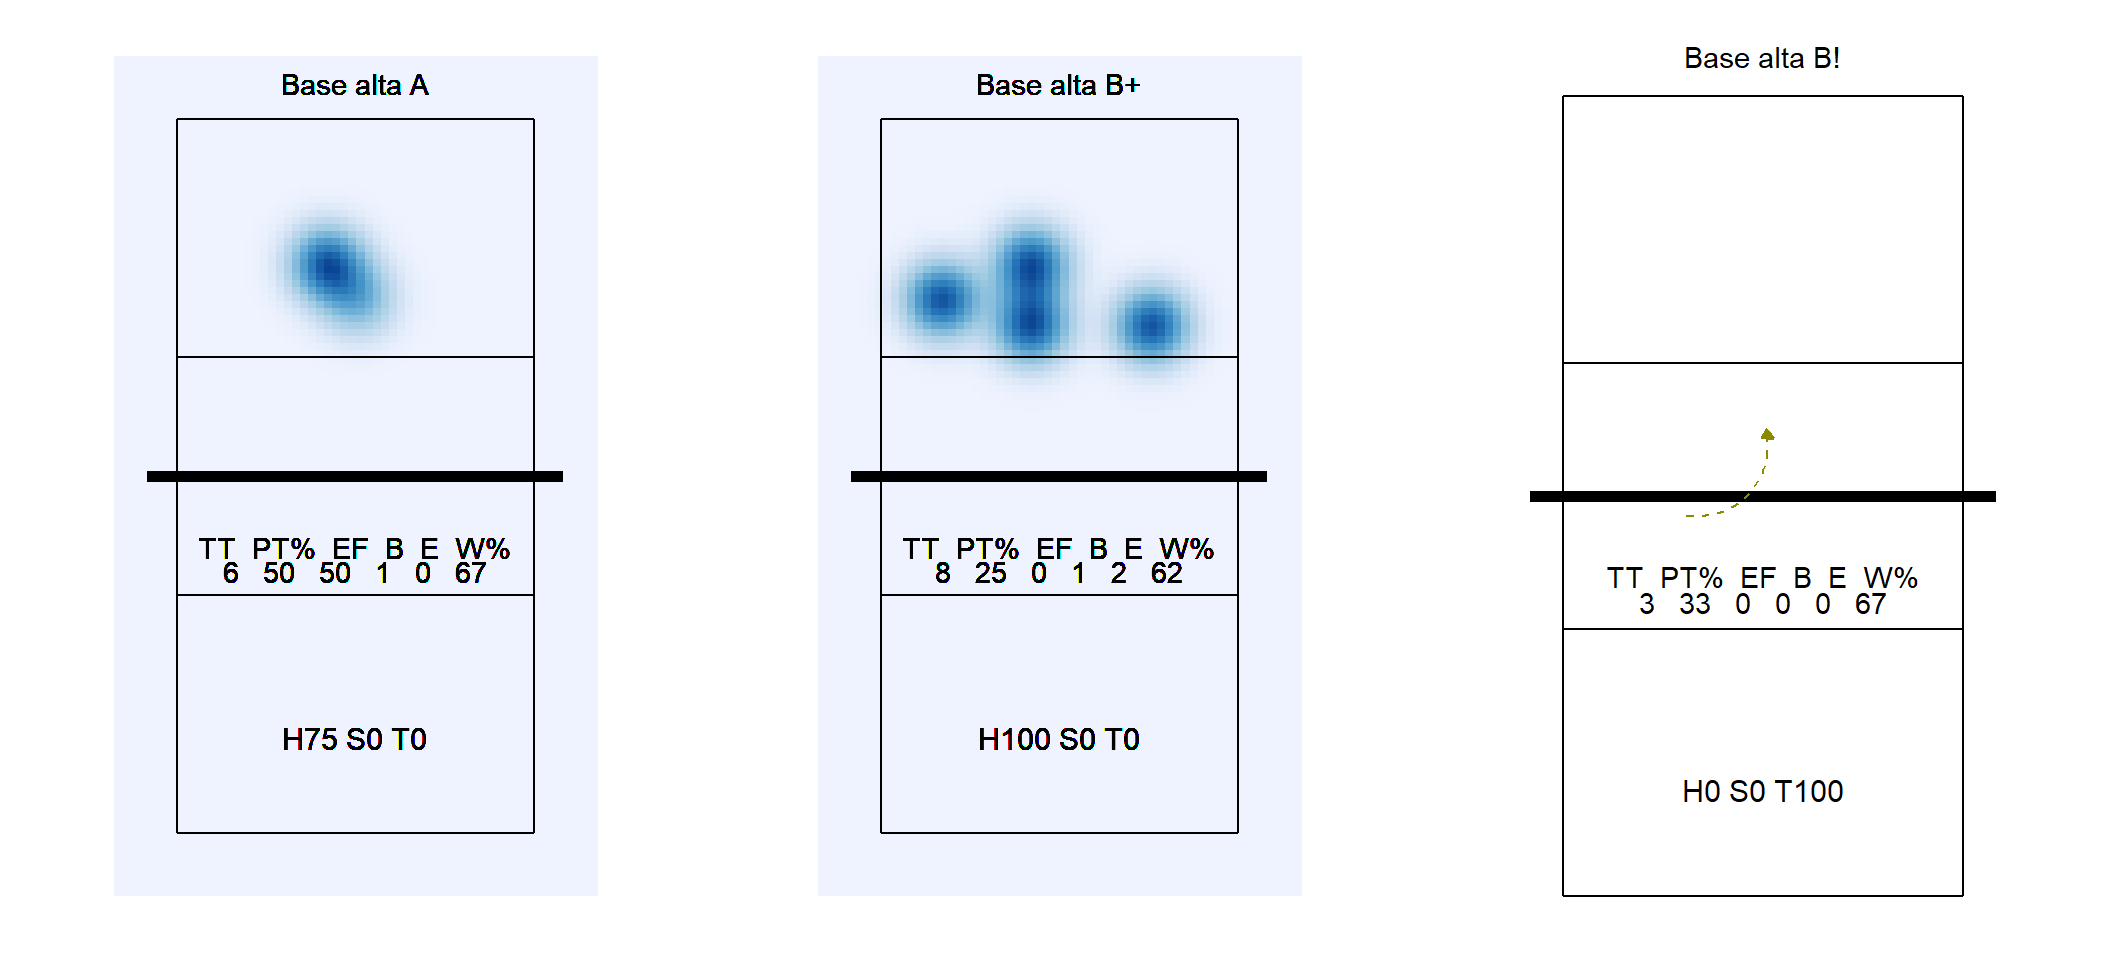 Base alta A
TT PT% EF B E W%
6 50 50 1 0 67
H75 S0 T0
Base alta B+
TT PT% EF B E W%
8 25 0 1 2 62
H100 S0 T0
Base alta B!
TT PT% EF B E W%
3 33 0 0 0 67
H0 S0 T100